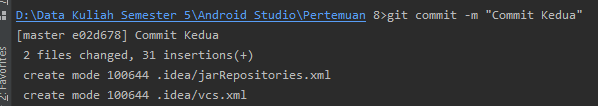 D:\Data Kuliah Semester 5\Android Studio\Pertemuan 8>git commit -m "Commit Kedua"
[master e02d678] Commit Kedua
2 files changed, 31 insertions(+)
create mode 100644 .idea/jarRepositories.xml
create mode 100644 .idea/vcs.xml
2: Favorites